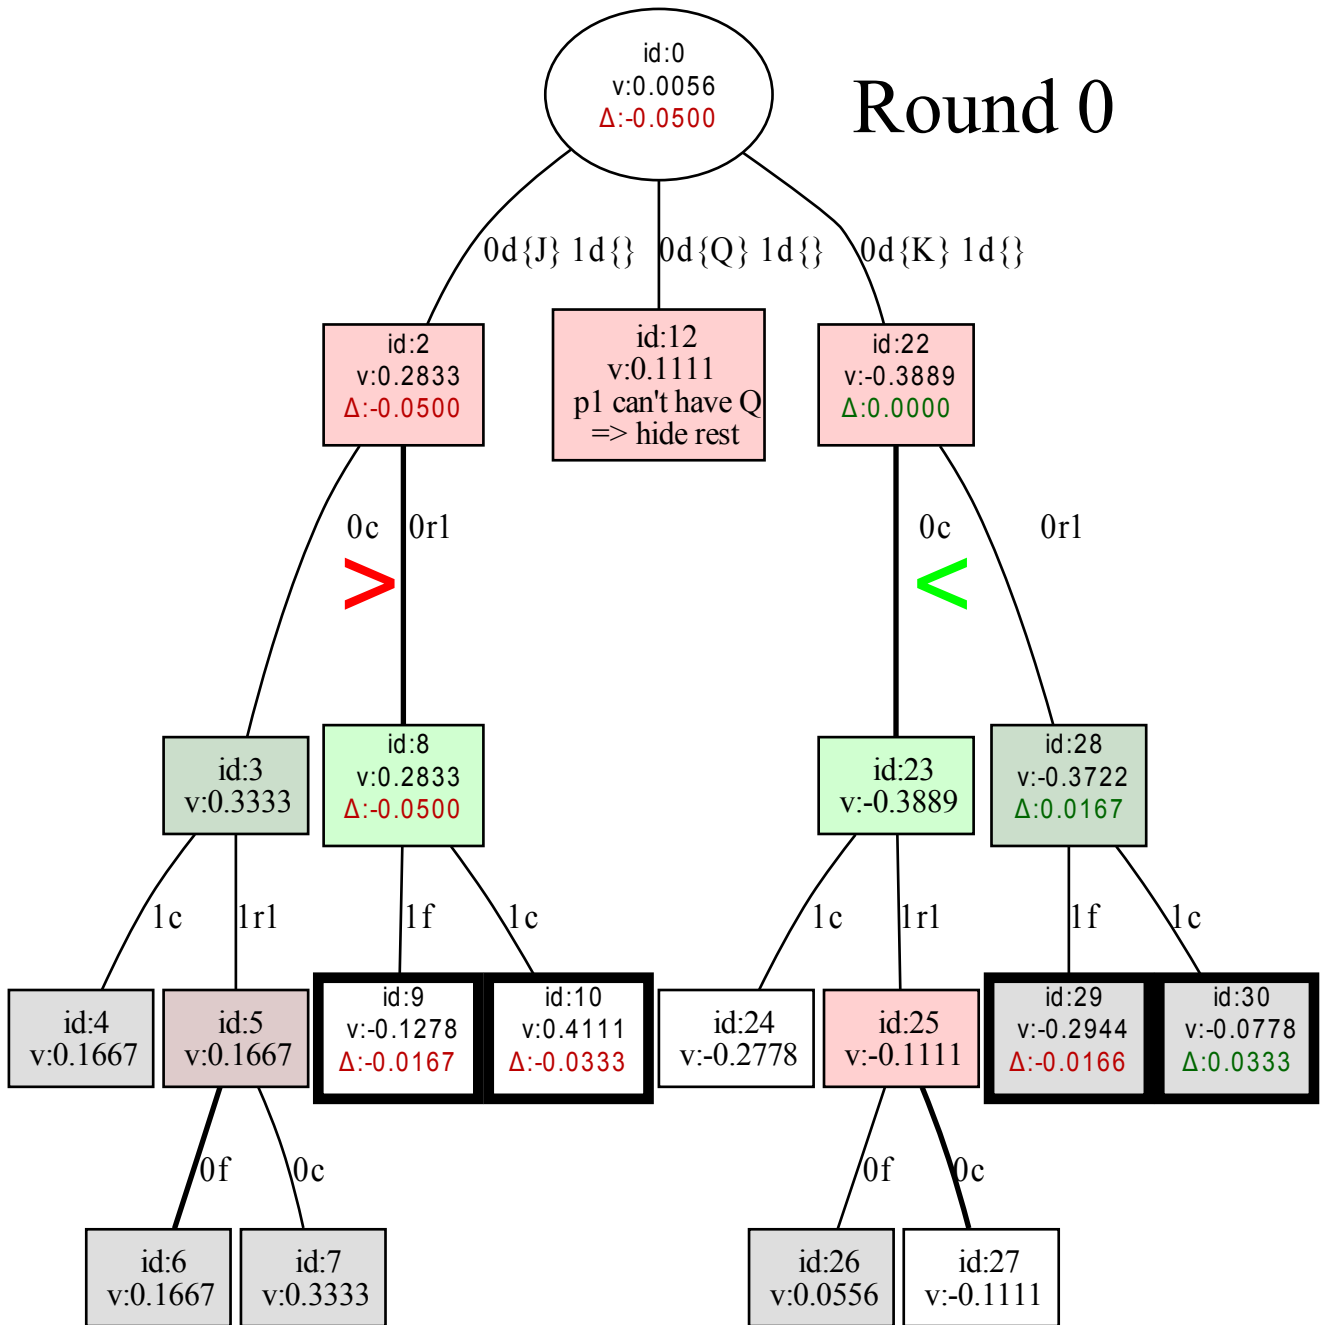 id:0
v:0.0056
Δ:-0.0500
Round 0
0d{J} 1d{}
0d{Q} 1d{}
0d{K} 1d{}
id:2
v:0.2833
Δ:-0.0500
id:12
v:0.1111
p1 can't have Q
=> hide rest
id:22
v:-0.3889
Δ:0.0000
0c
0r1
0c
0r1
>
<
id:3
v:0.3333
id:8
v:0.2833
Δ:-0.0500
id:23
v:-0.3889
id:28
v:-0.3722
Δ:0.0167
1c
1r1
1f
1c
1c
1r1
1f
1c
id:4
v:0.1667
id:5
v:0.1667
id:9
v:-0.1278
Δ:-0.0167
id:10
v:0.4111
Δ:-0.0333
id:24
v:-0.2778
id:25
v:-0.1111
id:29
v:-0.2944
Δ:-0.0166
id:30
v:-0.0778
Δ:0.0333
0f
0c
0f
0c
id:6
v:0.1667
id:7
v:0.3333
id:26
v:0.0556
id:27
v:-0.1111